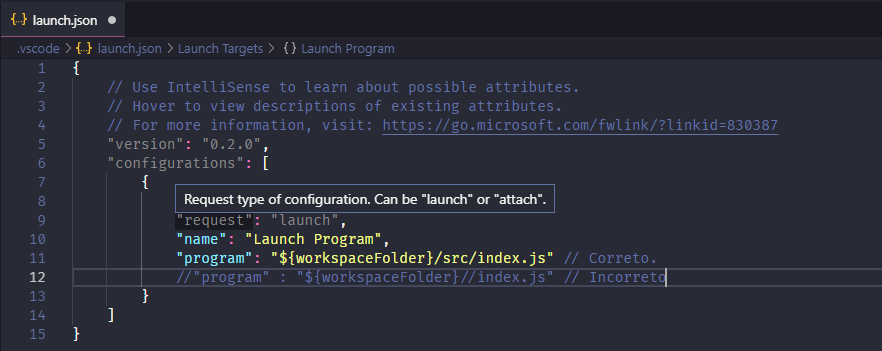 {··} launch.json
.vscode > {··} launch.json > Launch Targets > {} Launch Program
1 {
2 // Use IntelliSense to learn about possible attributes.
3 // Hover to view descriptions of existing attributes.
4 // For more information, visit: https://go.microsoft.com/fwlink/?linkid=830387
5 "version": "0.2.0",
6 "configurations": [
7 {
8 Request type of configuration. Can be "launch" or "attach".
9 "request": "launch",
10 "name": "Launch Program",
11 "program": "${workspaceFolder}/src/index.js" // Correto.
12 //"program" : "${workspaceFolder}//index.js" // Incorreto
13 }
14 ]
15 }